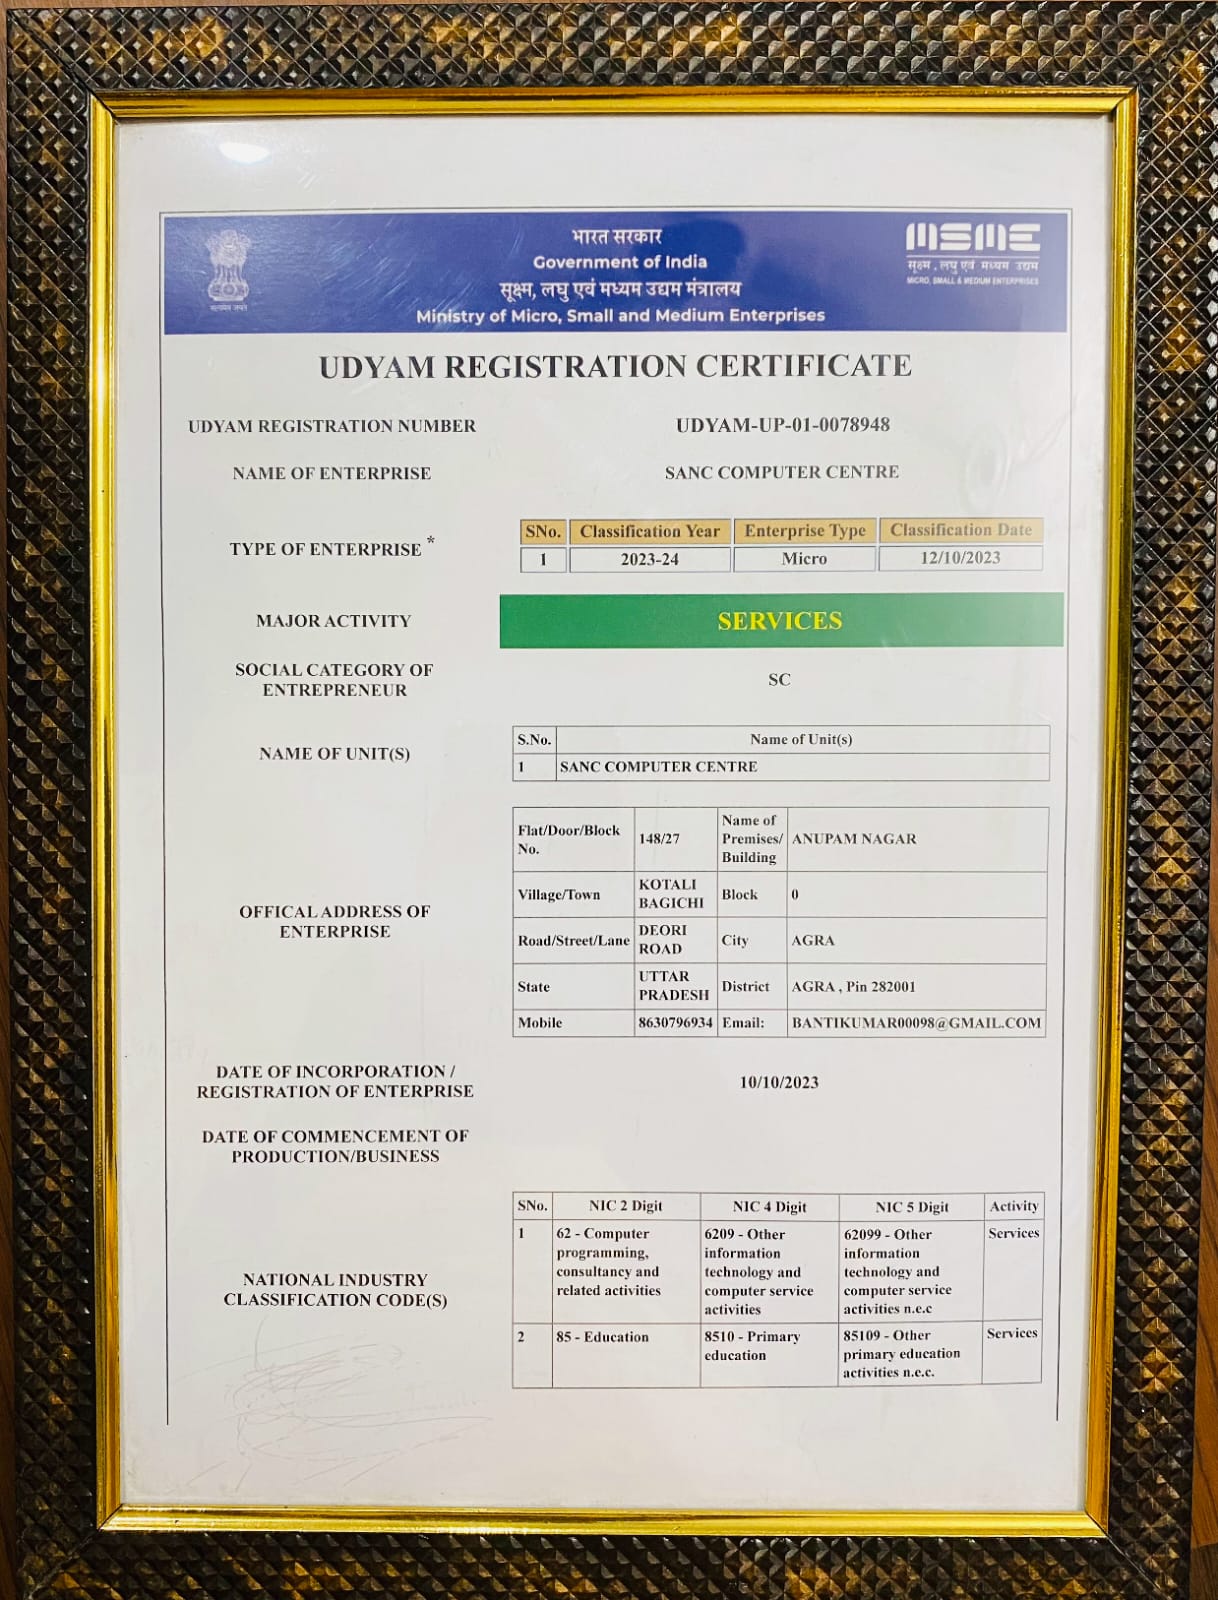 भारत सरकार
Government of India
सूक्ष्म, लघु एवं मध्यम उद्यम मंत्रालय
Ministry of Micro, Small and Medium Enterprises
सत्यमेव जयते
MSME
सूक्ष्म, लघु एवं मध्यम उद्यम
MICRO, SMALL & MEDIUM ENTERPRISES
UDYAM REGISTRATION CERTIFICATE
UDYAM REGISTRATION NUMBER UDYAM-UP-01-0078948
NAME OF ENTERPRISE SANC COMPUTER CENTRE
TYPE OF ENTERPRISE *
SNo. Classification Year Enterprise Type Classification Date
1 2023-24 Micro 12/10/2023
MAJOR ACTIVITY SERVICES
SOCIAL CATEGORY OF
ENTREPRENEUR
SC
NAME OF UNIT(S)
S.No. Name of Unit(s)
1 SANC COMPUTER CENTRE
OFFICAL ADDRESS OF
ENTERPRISE
Flat/Door/Block
No.
148/27
Name of
Premises/
Building
ANUPAM NAGAR
Village/Town
KOTALI
BAGICHI
Block 0
Road/Street/Lane
DEORI
ROAD
City AGRA
State
UTTAR
PRADESH
District AGRA , Pin 282001
Mobile 8630796934 Email: BANTIKUMAR00098@GMAIL.COM
DATE OF INCORPORATION /
REGISTRATION OF ENTERPRISE
10/10/2023
DATE OF COMMENCEMENT OF
PRODUCTION/BUSINESS
NATIONAL INDUSTRY
CLASSIFICATION CODE(S)
SNo. NIC 2 Digit NIC 4 Digit NIC 5 Digit Activity
1
62 - Computer
programming,
consultancy and
related activities
6209 - Other
information
technology and
computer service
activities
62099 - Other
information
technology and
computer service
activities n.e.c
Services
2
85 - Education
8510 - Primary
education
85109 - Other
primary education
activities n.e.c.
Services